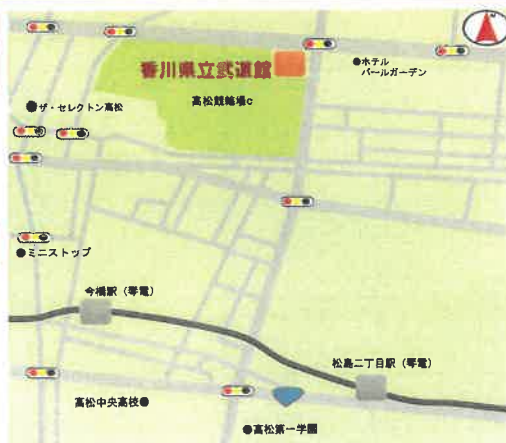 香川県立武道館
●ホテル
パールガーデン
●ザ・セレクトン高松
高松競輪場c
●ミニストップ
今橋駅（琴電）
松島二丁目駅（琴電）
高松中央高校●
●高松第一学園